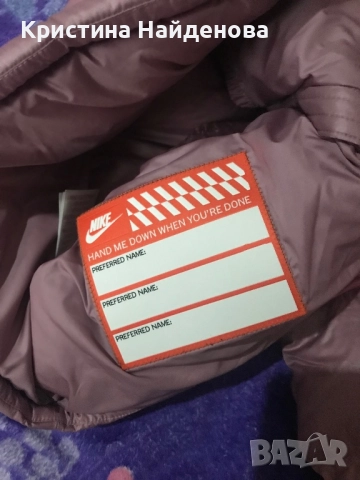 Кристина Найденова
NIKE
HAND ME DOWN WHEN YOU'RE DONE
PREFERRED NAME:
PREFERRED NAME:
PREFERRED NAME:
BAZAR